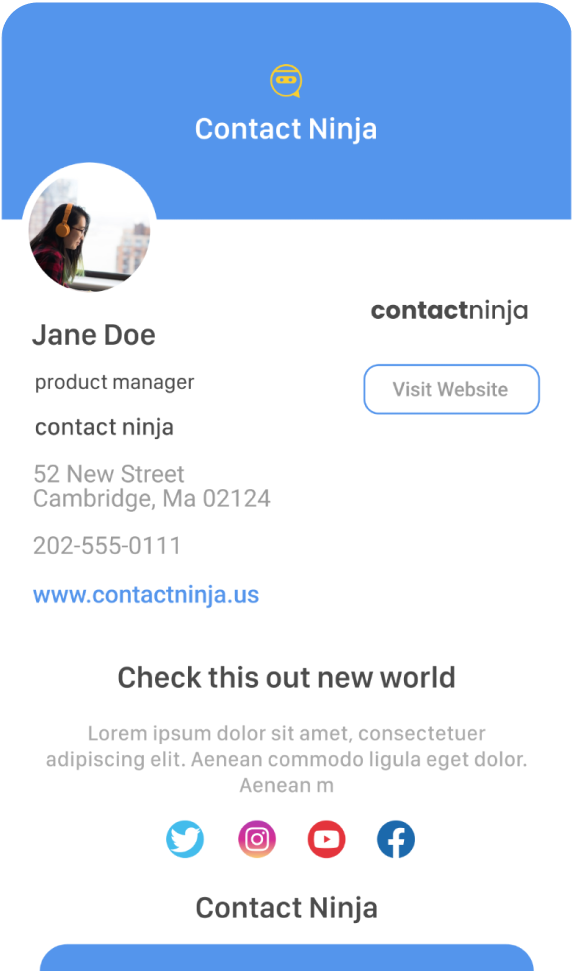 Contact Ninja
contactninja
Jane Doe
Visit Website
product manager
contact ninja
52 New Street
Cambridge, Ma 02124
202-555-0111
www.contactninja.us
Check this out new world
Lorem ipsum dolor sit amet, consectetuer
adipiscing elit. Aenean commodo ligula eget dolor.
Aenean m
Contact Ninja